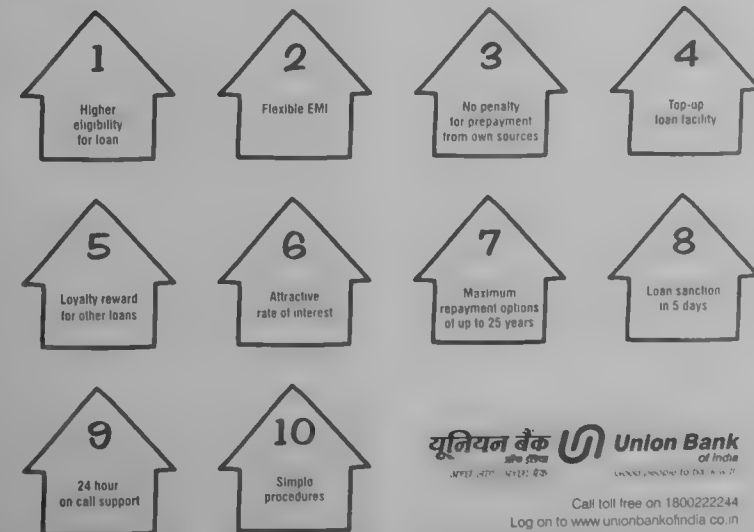 1
Higher
eligibility
for loan
2
Flexible EMI
3
No penalty
for prepayment
from own sources
4
Top-up
loan facility
5
Loyalty reward
for other loans
6
Attractive
rate of interest
7
Maximum
repayment options
of up to 25 years
8
Loan sanction
in 5 days
9
24 hour
on call support
10
Simple
procedures
यूनियन बैंक
ऑफ इंडिया
Union Bank
of India
Call toll free on 1800222244
Log on to www unionbankofindia co.in